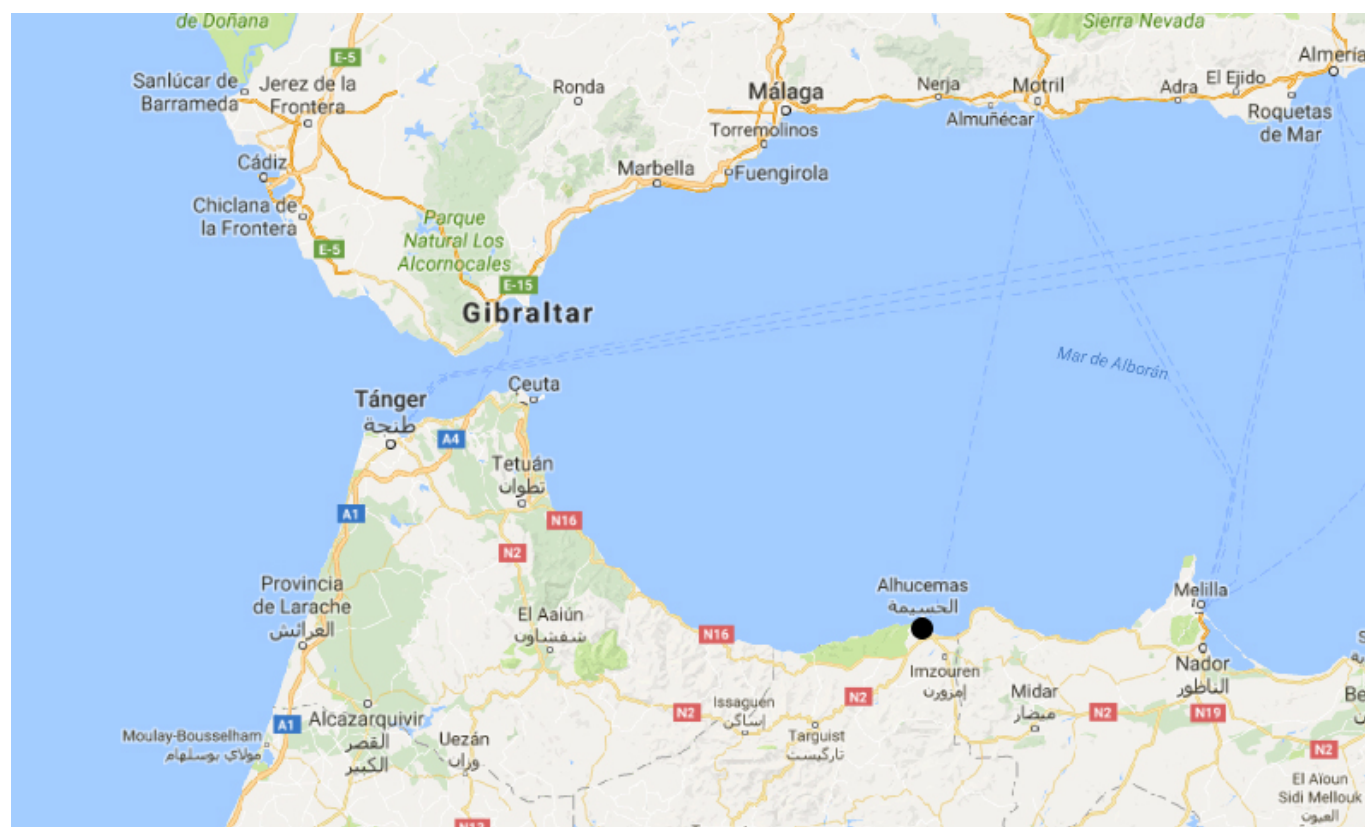 de Doñana
Sierra Nevada
E-5
Almería
Sanlúcar de
Barrameda
Jerez de la
Frontera
Ronda
Málaga
Nerja
Motril
Adra
El Ejido
Almuñécar
Roquetas
de Mar
Torremolinos
Cádiz
Marbella
Fuengirola
Chiclana de
la Frontera
E-5
Parque
Natural Los
Alcornocales
E-15
Gibraltar
Mar de Alborán
Ceuta
Tánger
طنجة
A4
Tetuán
تطوان
A1
N16
N2
Provincia
de Larache
العرائش
El Aaiún
شفشاون
Alhucemas
الحسيمة
Melilla
N16
Imzouren
إمزورن
Nador
الناظور
Midar
ميضار
N2
Issaguen
إساگن
N2
N2
N19
Be
A1
Alcazarquivir
القصر
الكبير
Moulay-Bousselham
مولاي بوسلهام
Uezán
وزان
Targuist
تارگيست
N2
El Aïoun
Sidi Mellouk
العيون